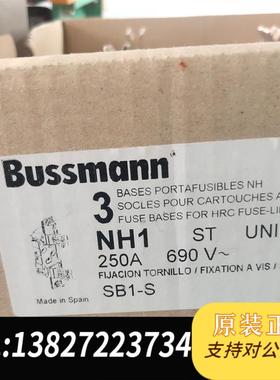 Bussmann
3 BASES PORTAFUSIBLES NH
SOCLES POUR CARTOUCHES A
FUSE BASES FOR HRC FUSE-LI
NH1 ST UNI
250A 690 V~
FIJACION TORNILLO / FIXATION A VIS /
Made in Spain
SB1-S
:13827223734
原装正
支持对公